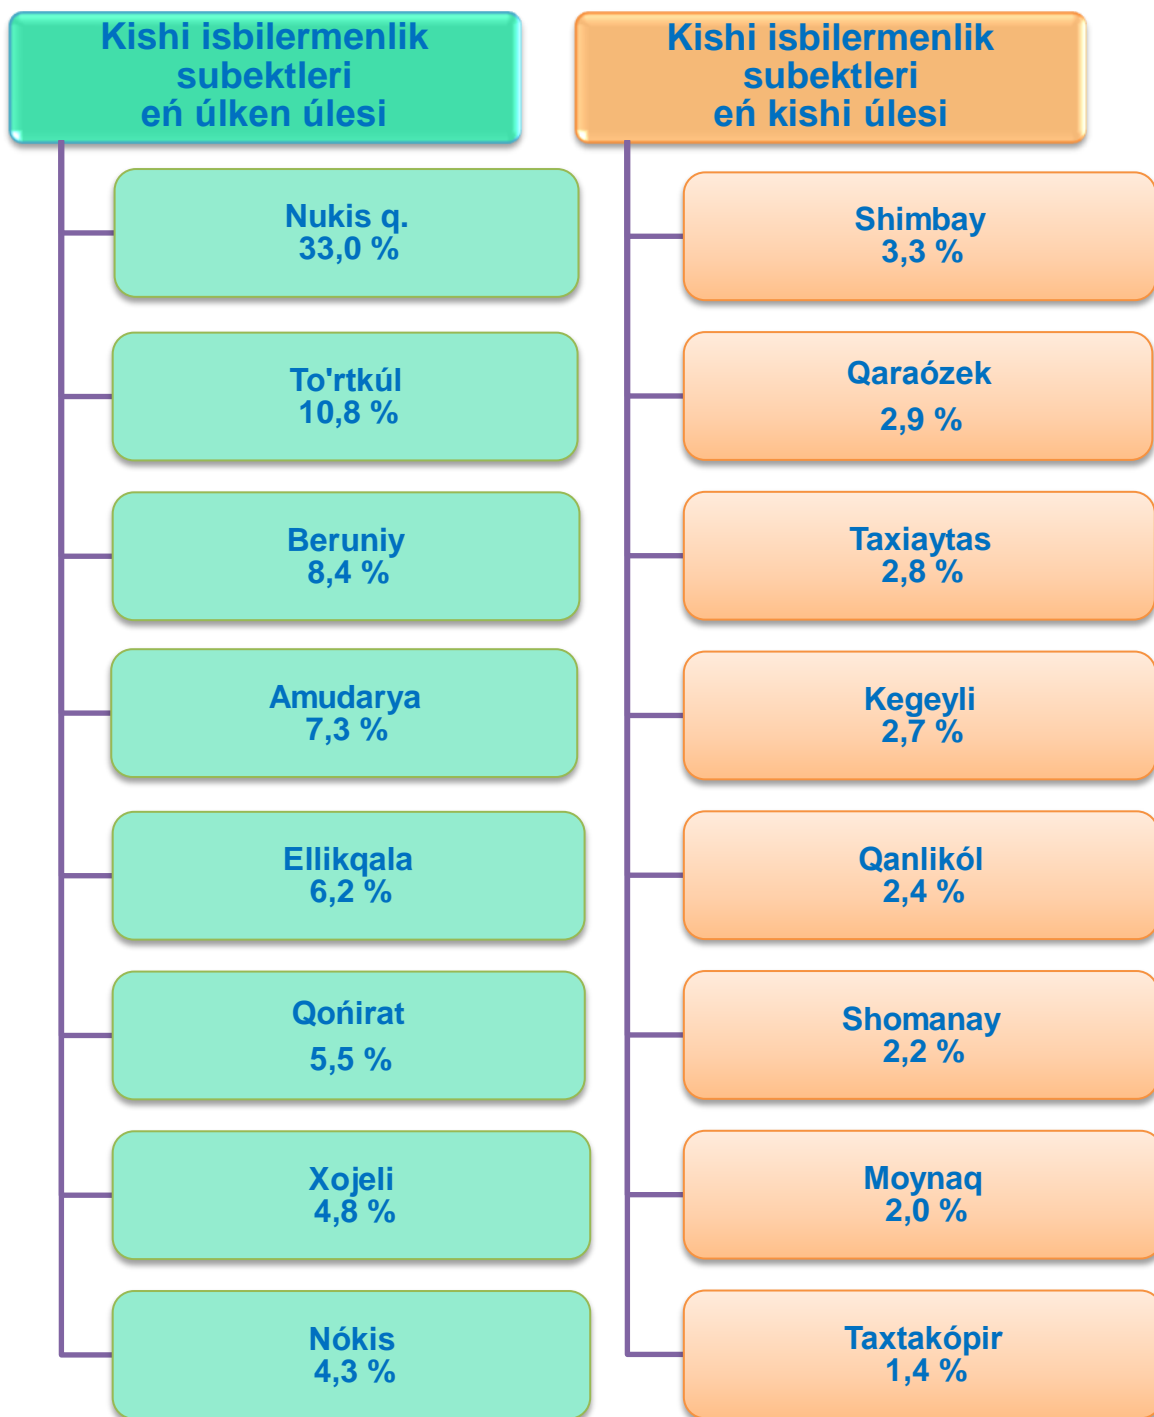 Kishi isbilermenlik
subektleri
eń úlken úlesi
Nukis q.
33,0 %
To'rtkúl
10,8 %
Beruniy
8,4 %
Amudarya
7,3 %
Ellikqala
6,2 %
Qońirat
5,5 %
Xojeli
4,8 %
Nókis
4,3 %
Kishi isbilermenlik
subektleri
eń kishi úlesi
Shimbay
3,3 %
Qaraózek
2,9 %
Taxiaytas
2,8 %
Kegeyli
2,7 %
Qanlikól
2,4 %
Shomanay
2,2 %
Moynaq
2,0 %
Taxtakópir
1,4 %